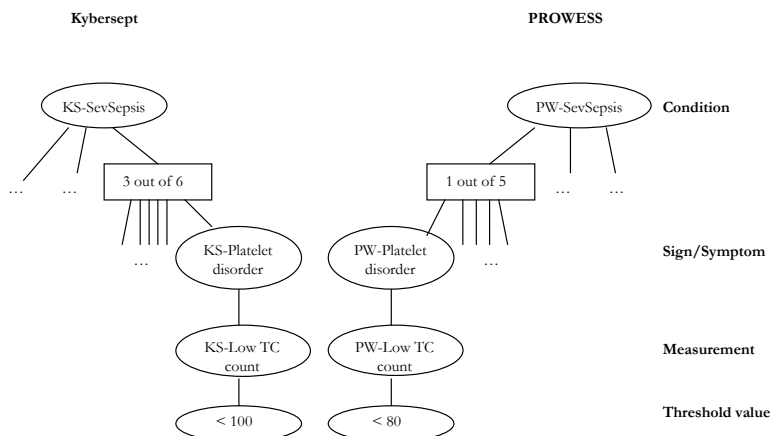 Kybersept
PROWESS
KS-SevSepsis
PW-SevSepsis
Condition
3 out of 6
1 out of 5
…
…
…
…
KS-Platelet
disorder
PW-Platelet
disorder
…
…
Sign/Symptom
KS-Low TC
count
PW-Low TC
count
Measurement
< 100
< 80
Threshold value